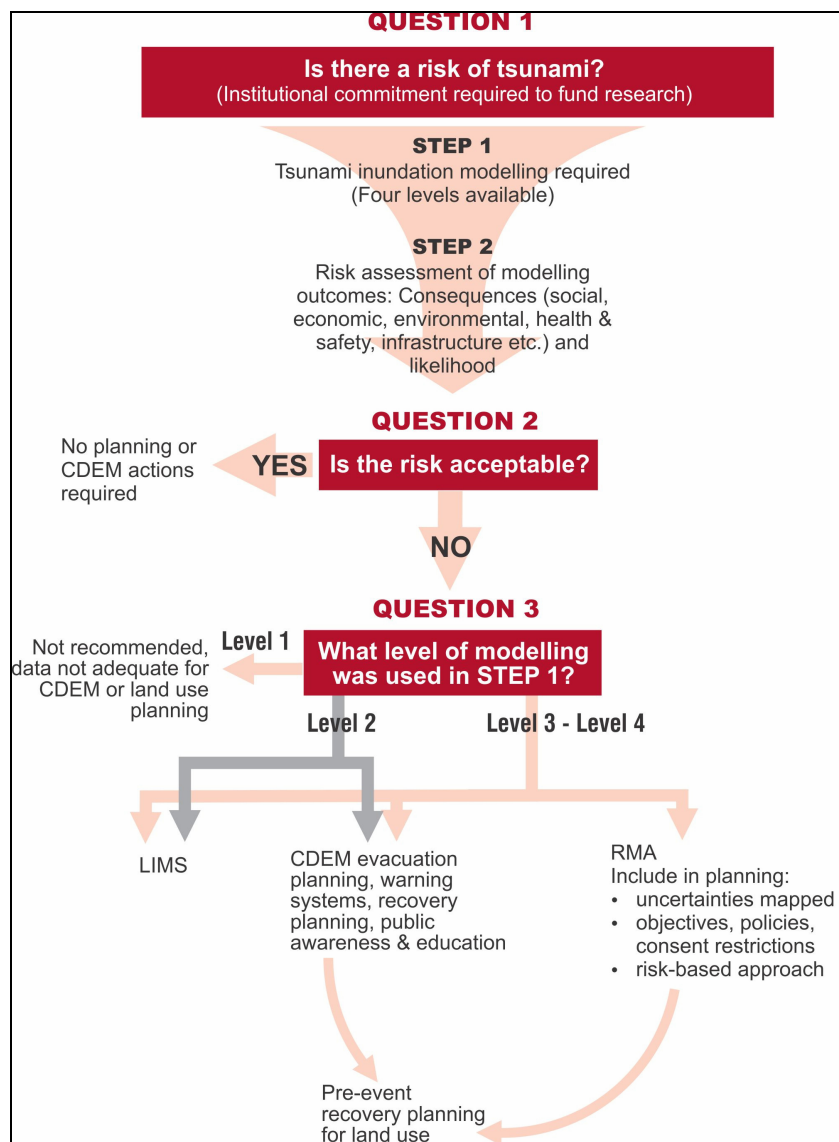 QUESTION 1
Is there a risk of tsunami?
(Institutional commitment required to fund research)
STEP 1
Tsunami inundation modelling required
(Four levels available)
STEP 2
Risk assessment of modelling
outcomes: Consequences (social,
economic, environmental, health &
safety, infrastructure etc.) and
likelihood
QUESTION 2
Is the risk acceptable?
YES
No planning or
CDEM actions
required
NO
QUESTION 3
What level of modelling
was used in STEP 1?
Level 1
Not recommended,
data not adequate for
CDEM or land use
planning
Level 2
Level 3 - Level 4
LIMS
CDEM evacuation
planning, warning
systems, recovery
planning, public
awareness & education
RMA
Include in planning:
• uncertainties mapped
• objectives, policies,
consent restrictions
• risk-based approach
Pre-event
recovery planning
for land use